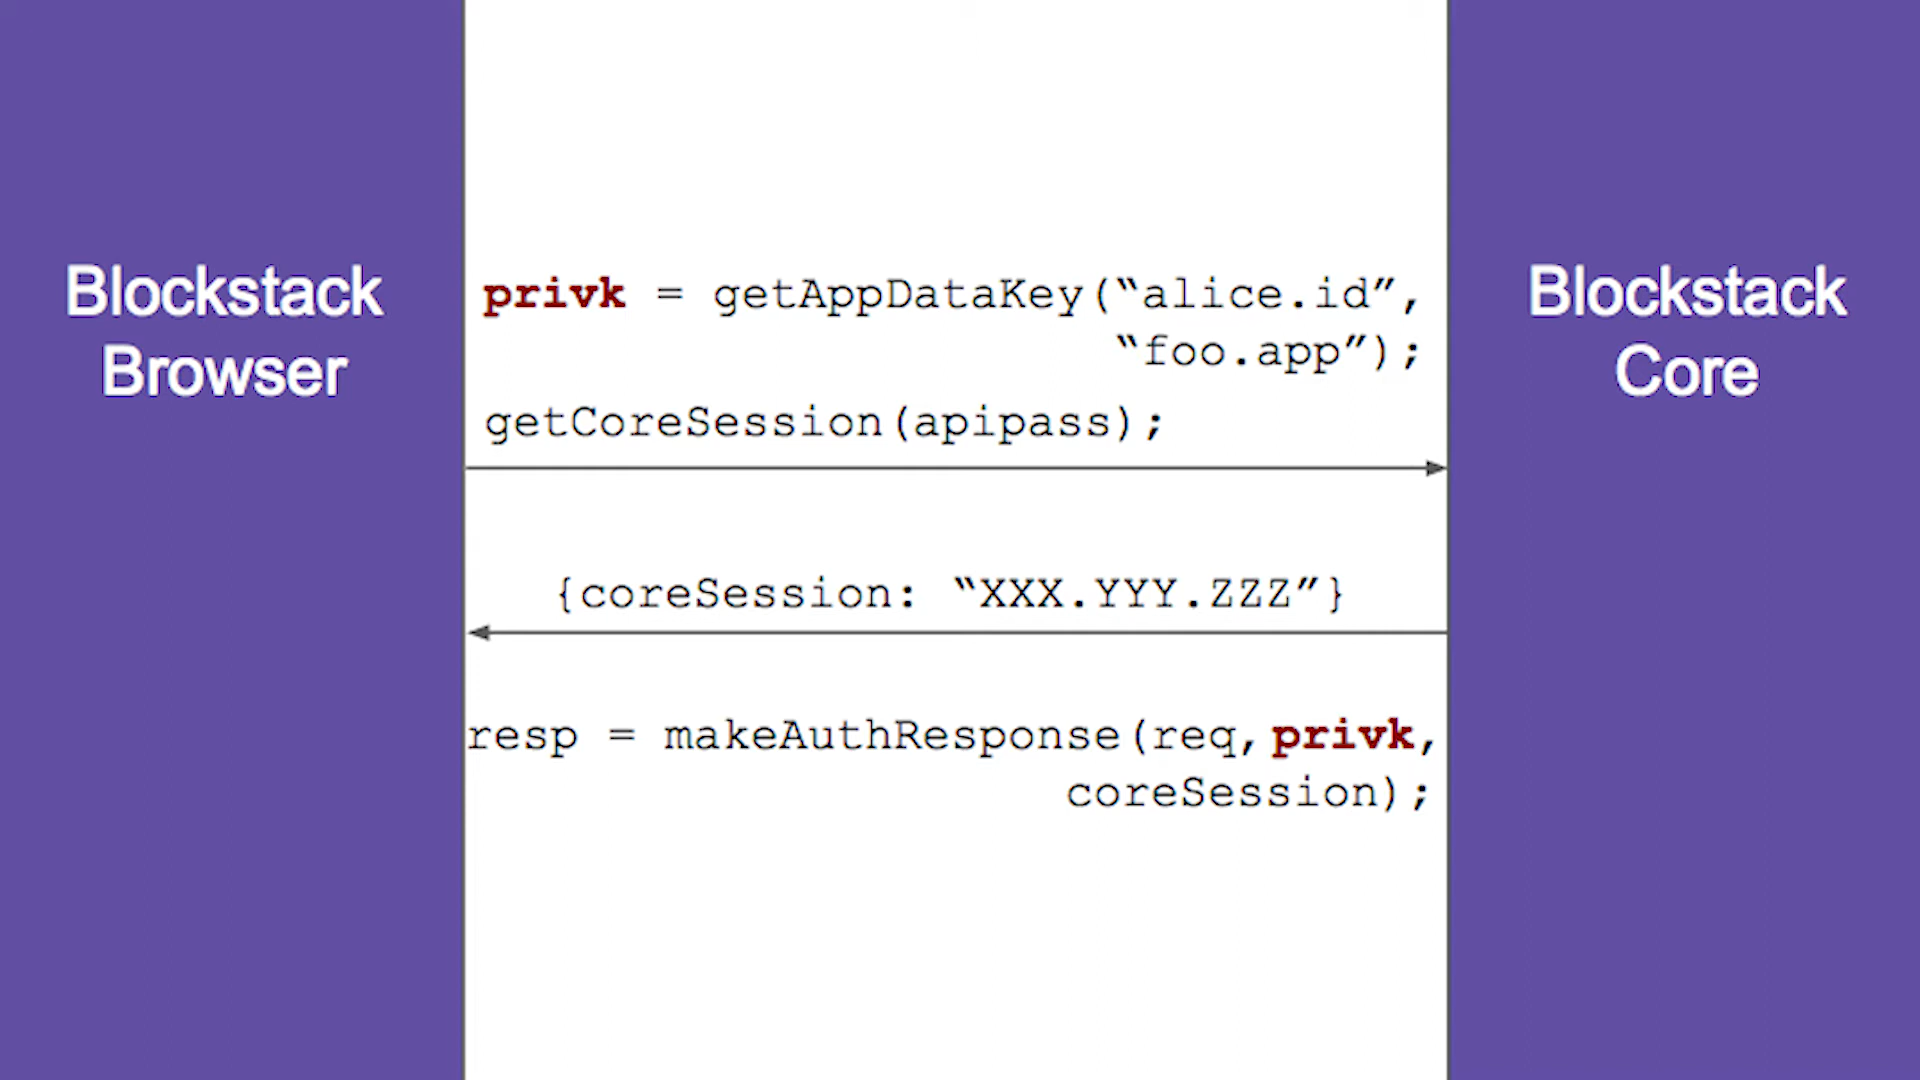 Blockstack
Browser
privk = getAppDataKey(“alice.id”,
“foo.app”);
getCoreSession(apipass);
{coreSession: “XXX.YYY.ZZZ”}
resp = makeAuthResponse(req, privk,
coreSession);
Blockstack
Core